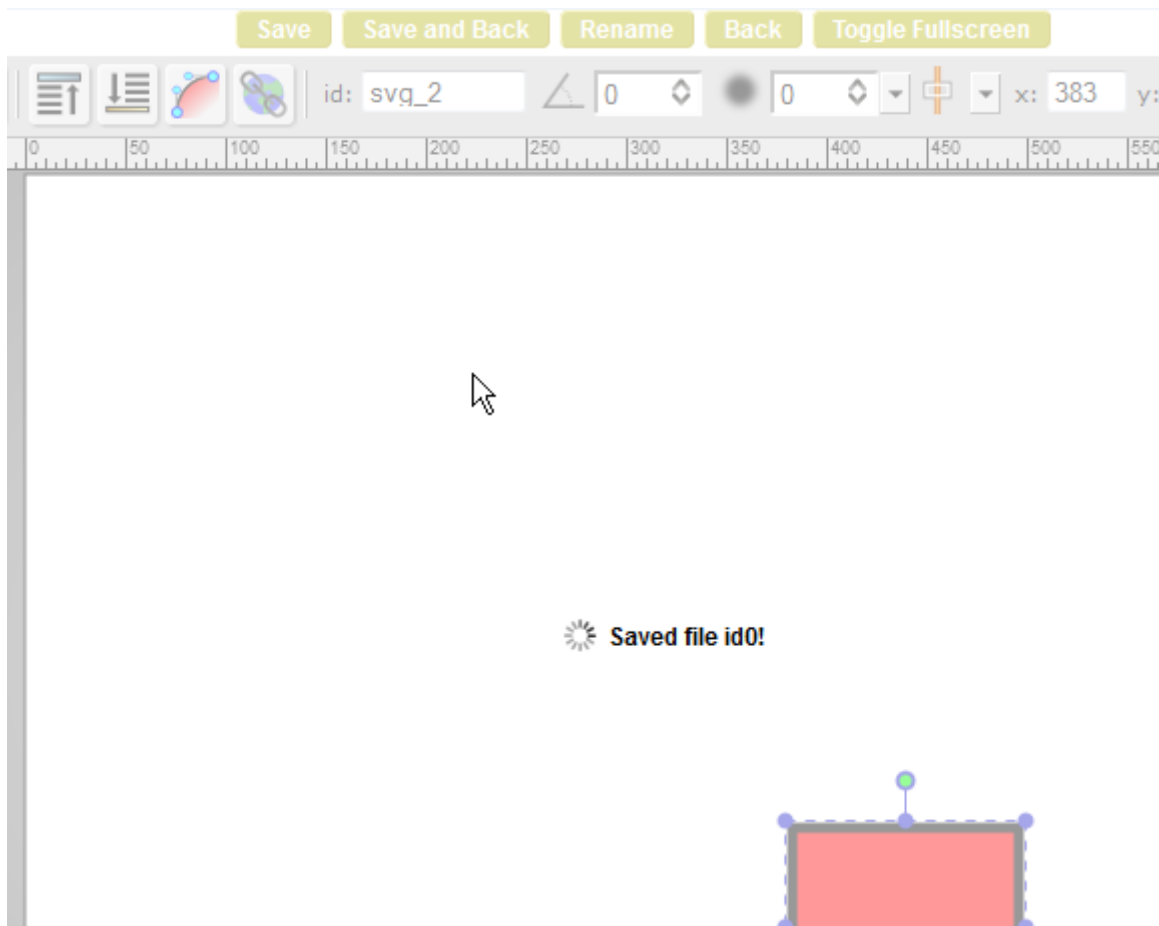 Save Save and Back Rename Back Toggle Fullscreen
id: svg_2 0 0 x: 383 y:
0 50 100 150 200 250 300 350 400 450 500 550
Saved file id0!